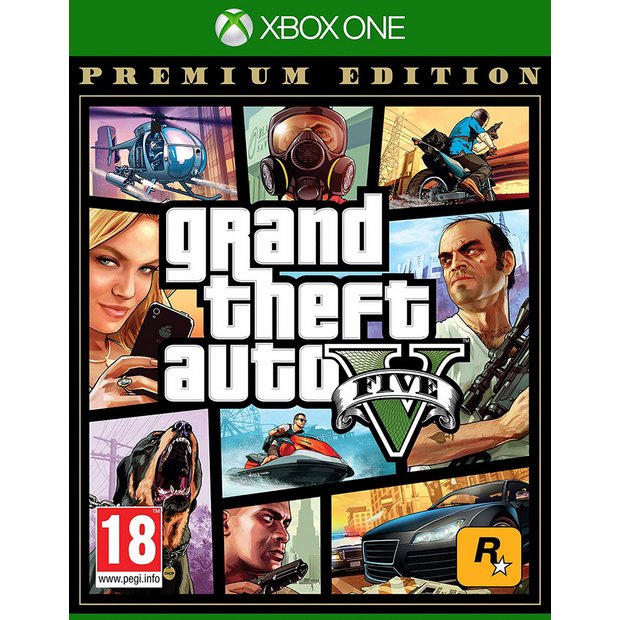 XBOX ONE
PREMIUM EDITION
grand
theft
auto
V
FIVE
18
www.pegi.info
R